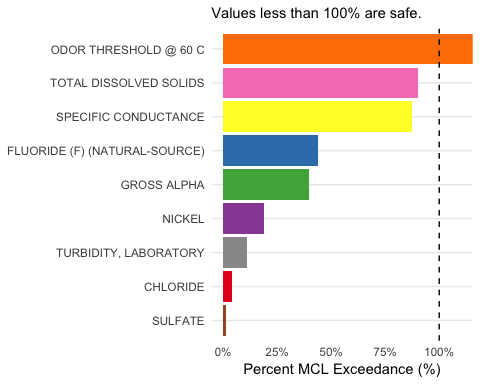 Values less than 100% are safe.
ODOR THRESHOLD @ 60 C
TOTAL DISSOLVED SOLIDS
SPECIFIC CONDUCTANCE
FLUORIDE (F) (NATURAL-SOURCE)
GROSS ALPHA
NICKEL
TURBIDITY, LABORATORY
CHLORIDE
SULFATE
0% 25% 50% 75% 100%
Percent MCL Exceedance (%)